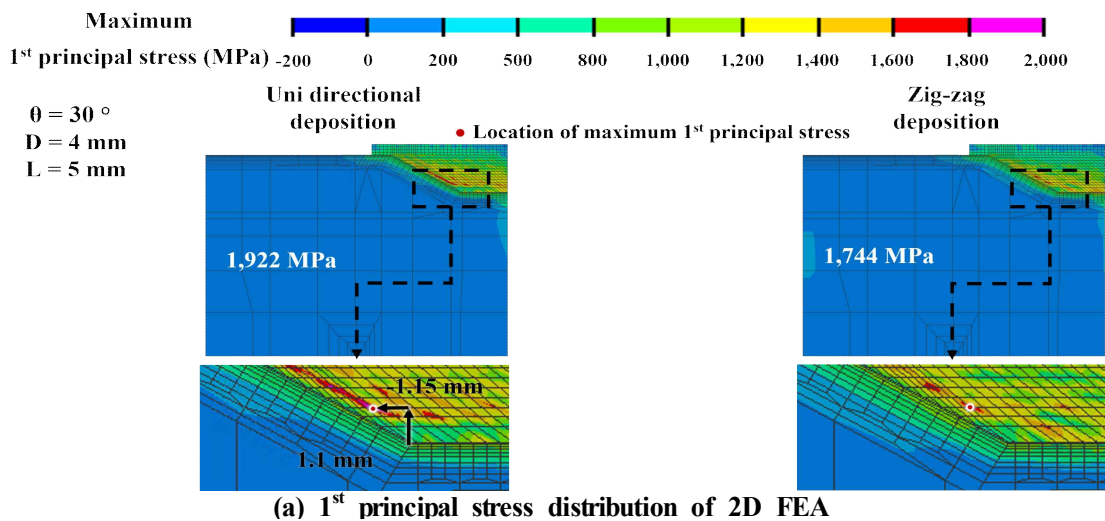 Maximum
1st principal stress (MPa)
-200 0 200 500 800 1,000 1,200 1,400 1,600 1,800 2,000
θ = 30 °
D = 4 mm
L = 5 mm
Uni directional
deposition
• Location of maximum 1st principal stress
Zig-zag
deposition
1,922 MPa
1,744 MPa
-1.15 mm
1.1 mm
(a) 1st principal stress distribution of 2D FEA